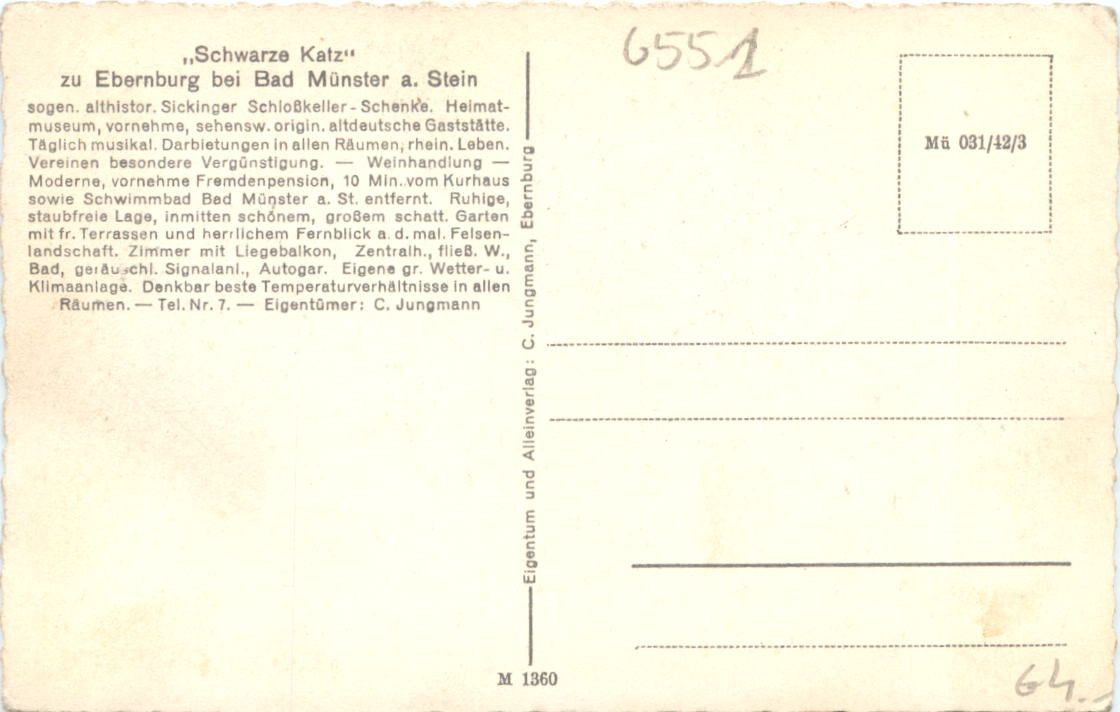 „Schwarze Katz“
zu Ebernburg bei Bad Münster a. Stein
sogen. althistor. Sickinger Schloßkeller-Schenke. Heimat-
museum, vornehme, sehensw. origin. altdeutsche Gaststätte.
Täglich musikal. Darbietungen in allen Räumen, rhein. Leben.
Vereinen besondere Vergünstigung. — Weinhandlung —
Moderne, vornehme Fremdenpension, 10 Min. vom Kurhaus
sowie Schwimmbad Bad Münster a. St. entfernt. Ruhige,
staubfreie Lage, inmitten schönem, großem schatt. Garten
mit fr. Terrassen und herrlichem Fernblick a. d. mal. Felsen-
landschaft. Zimmer mit Liegebalkon, Zentralh., fließ. W.,
Bad, geräuschl. Signalanl., Autogar. Eigene gr. Wetter- u.
Klimaanlage. Denkbar beste Temperaturverhältnisse in allen
Räumen. — Tel. Nr. 7. — Eigentümer: C. Jungmann
Eigentum und Alleinverlag: C. Jungmann, Ebernburg
M 1360
6551
Mü 031/42/3